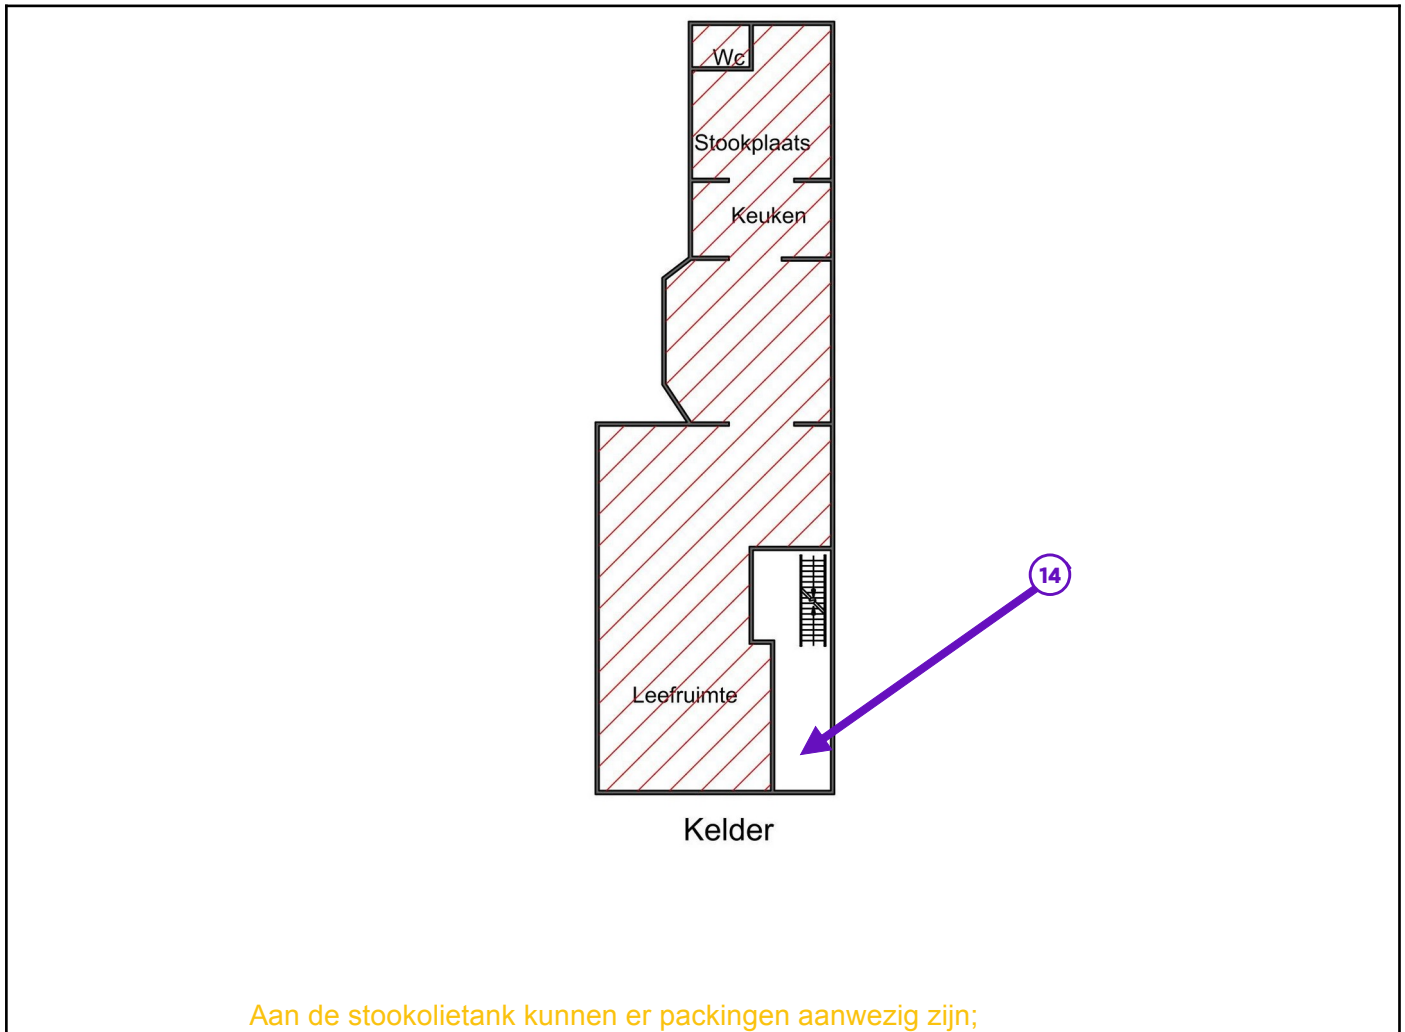 Wc
Stookplaats
Keuken
14
Leefruimte
Kelder
Aan de stookolietank kunnen er packingen aanwezig zijn;